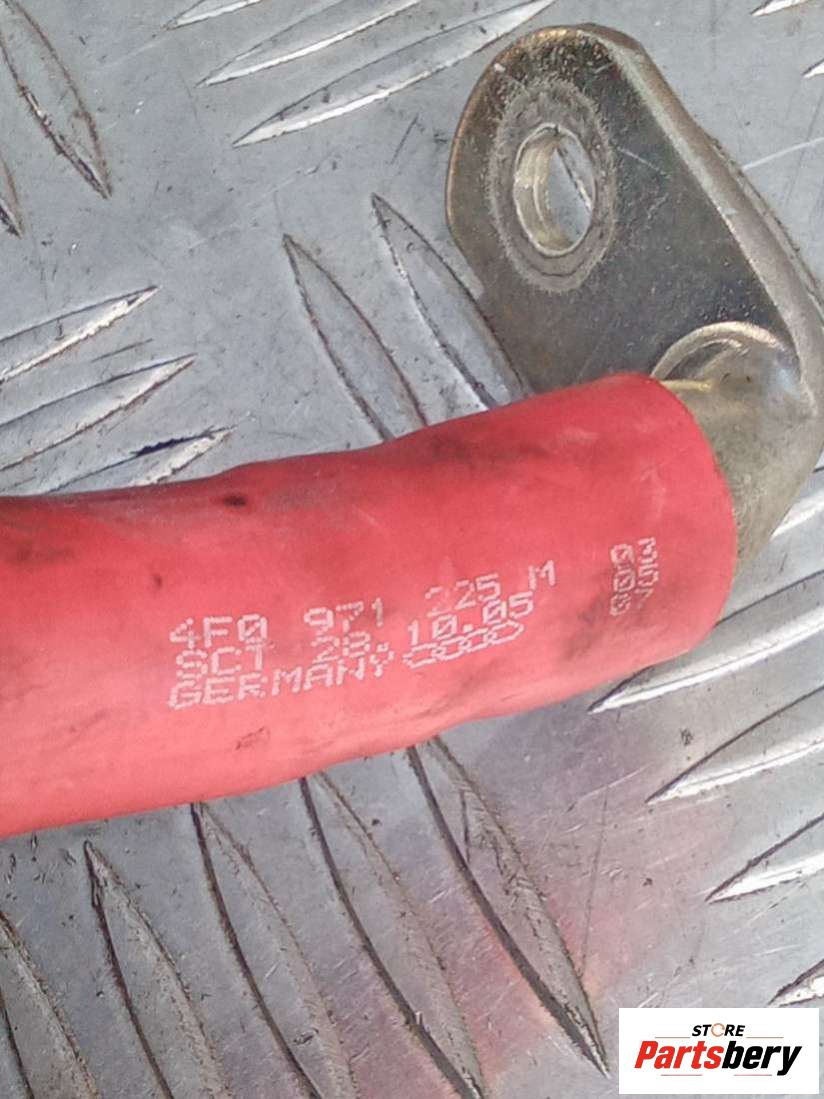 4F0 971 225 M
SCT 28.10.05
GERMANY
STORE
Partsbery